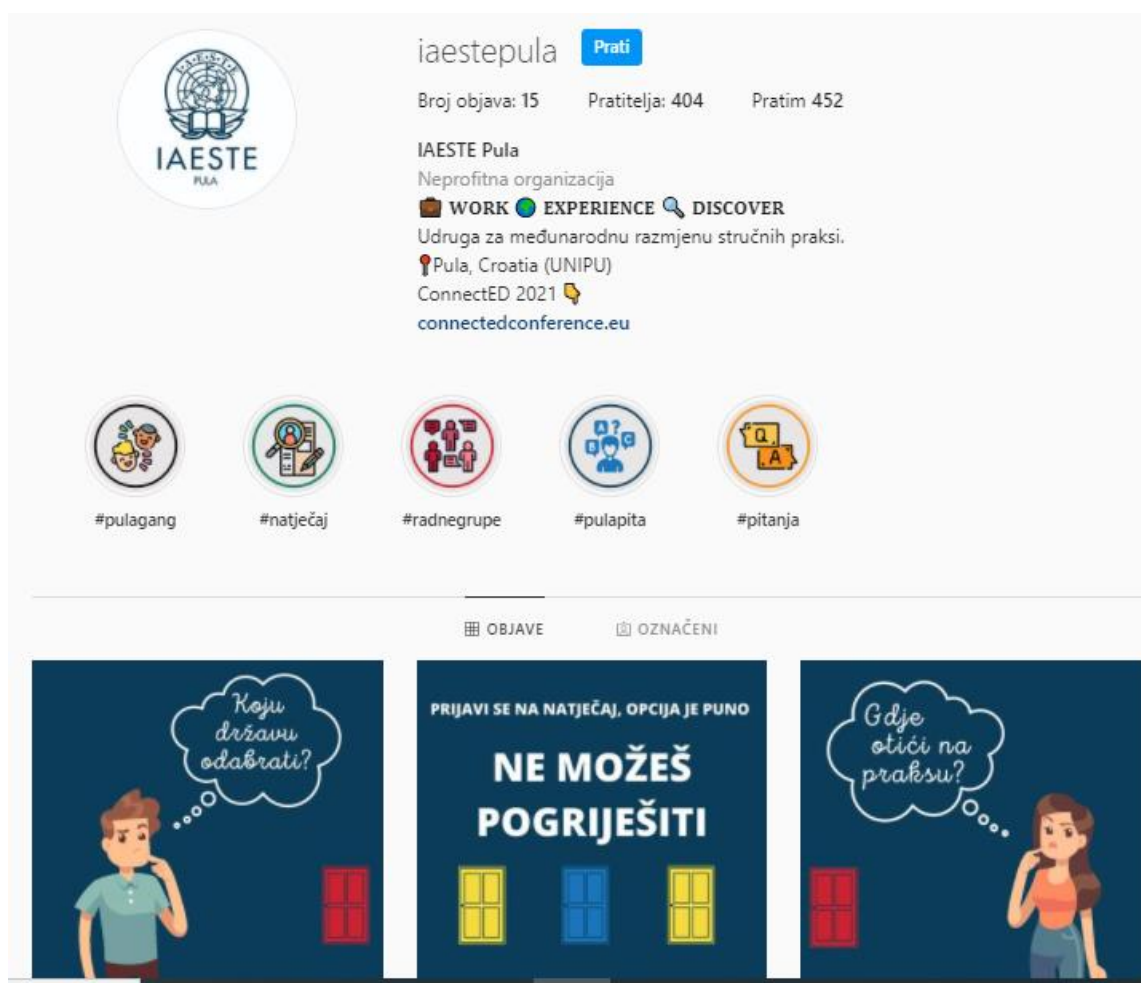 iaestepula Prati
Broj objava: 15 Pratitelja: 404 Pratim 452
I.A.E.S.T.E.
IAESTE
PULA
IAESTE Pula
Neprofitna organizacija
💼 WORK 🌍 EXPERIENCE 🔍 DISCOVER
Udruga za međunarodnu razmjenu stručnih praksi.
📍Pula, Croatia (UNIPU)
ConnectED 2021 👇
connectedconference.eu
A ?
B C
Q
A
#pulagang #natječaj #radnegrupe #pulapita #pitanja
OBJAVE OZNAČENI
Koju
državu
odabrati?
PRIJAVI SE NA NATJEČAJ, OPCIJA JE PUNO
NE MOŽEŠ
POGRIJEŠITI
Gdje
otići na
praksu?